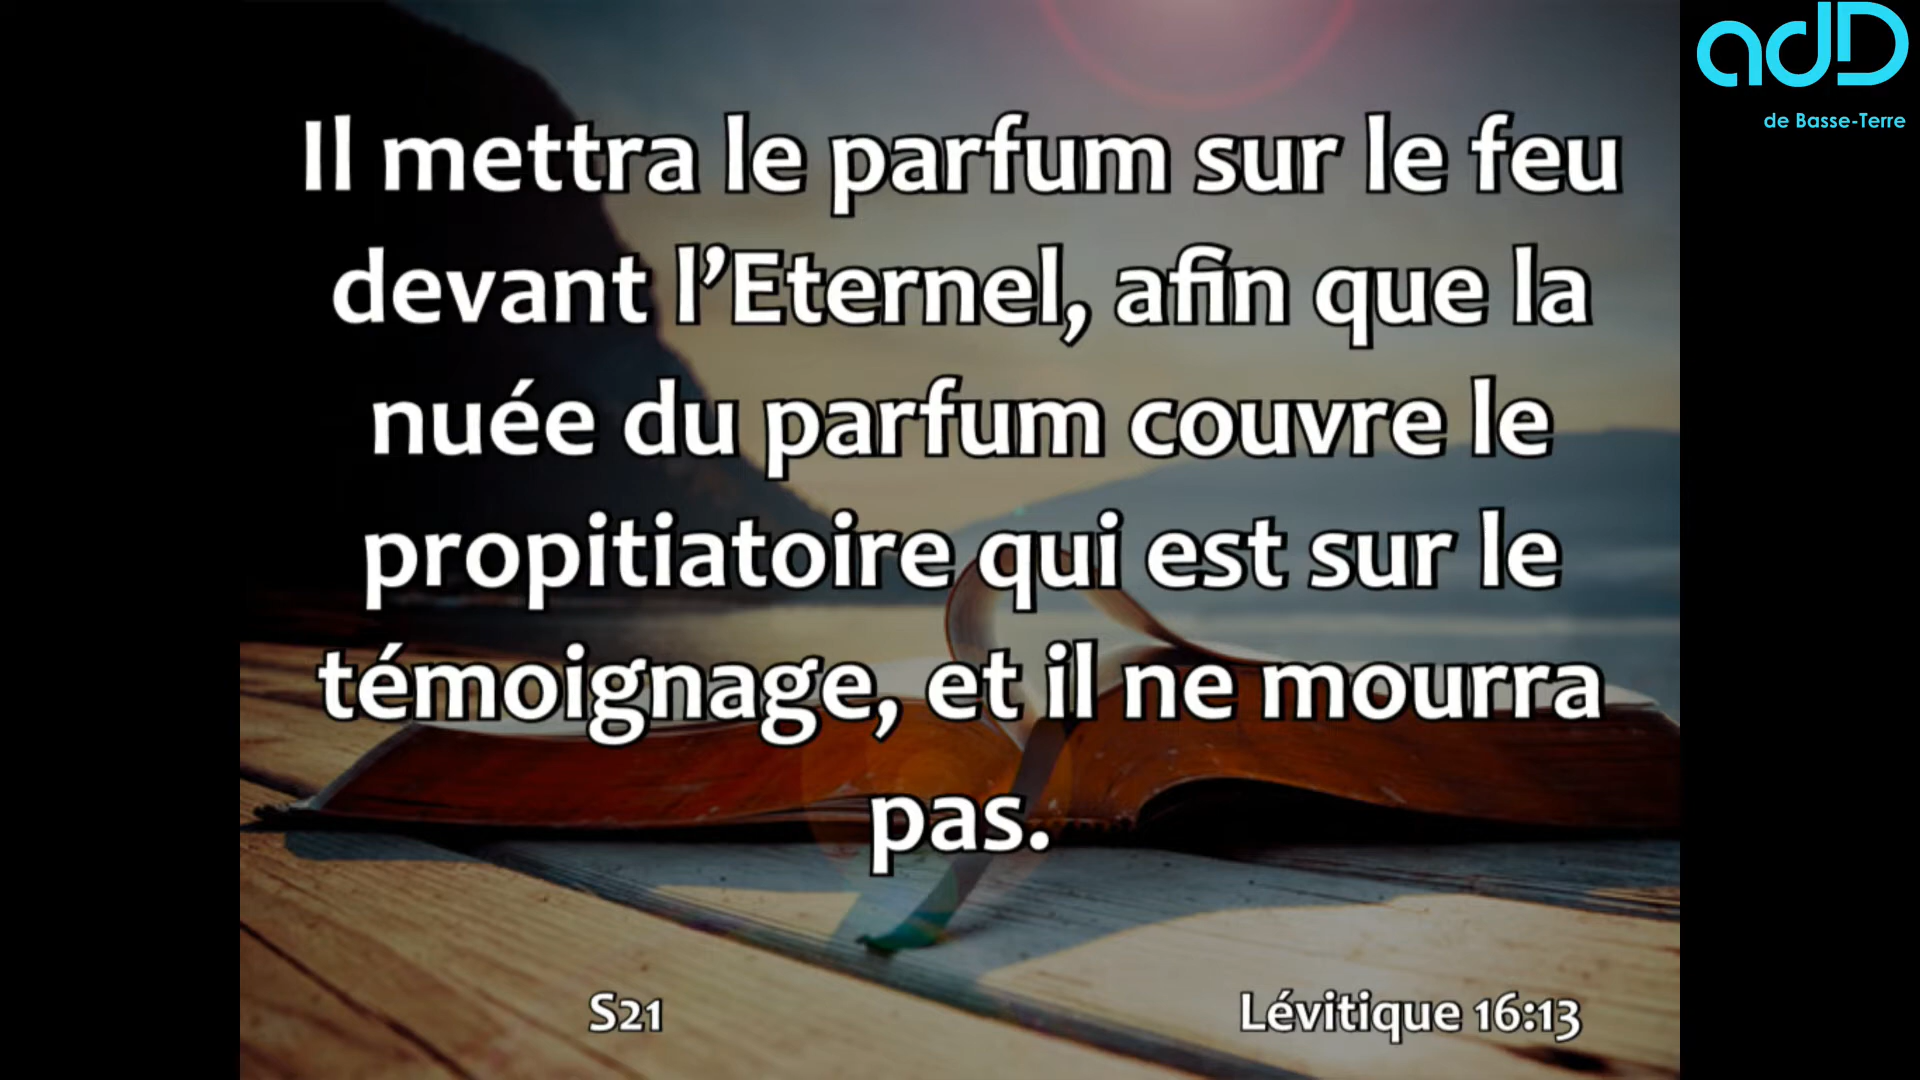 adD
de Basse-Terre
Il mettra le parfum sur le feu
devant l’Eternel, afin que la
nuée du parfum couvre le
propitiatoire qui est sur le
témoignage, et il ne mourra
pas.
S21
Lévitique 16:13